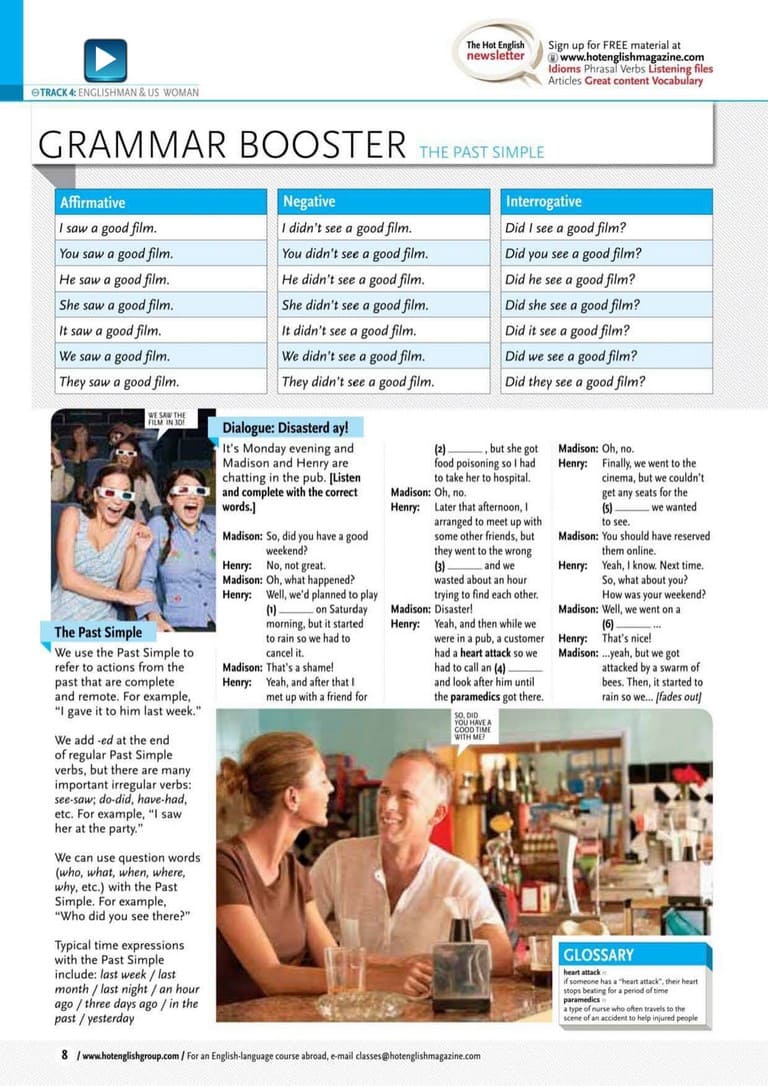 The Hot English
newsletter
Sign up for FREE material at
www.hotenglishmagazine.com
Idioms Phrasal Verbs Listening files
Articles Great content Vocabulary
TRACK 4: ENGLISHMAN & US WOMAN
GRAMMAR BOOSTER THE PAST SIMPLE
Affirmative
I saw a good film.
You saw a good film.
He saw a good film.
She saw a good film.
It saw a good film.
We saw a good film.
They saw a good film.
Negative
I didn't see a good film.
You didn't see a good film.
He didn't see a good film.
She didn't see a good film.
It didn't see a good film.
We didn't see a good film.
They didn't see a good film.
Interrogative
Did I see a good film?
Did you see a good film?
Did he see a good film?
Did she see a good film?
Did it see a good film?
Did we see a good film?
Did they see a good film?
WE SAW THE
FILM IN 3D!
The Past Simple
We use the Past Simple to
refer to actions from the
past that are complete
and remote. For example,
“I gave it to him last week.”
We add -ed at the end
of regular Past Simple
verbs, but there are many
important irregular verbs:
see-saw; do-did, have-had,
etc. For example, “I saw
her at the party.”
We can use question words
(who, what, when, where,
why, etc.) with the Past
Simple. For example,
“Who did you see there?”
Typical time expressions
with the Past Simple
include: last week / last
month / last night / an hour
ago / three days ago / in the
past / yesterday
Dialogue: Disasterd ay!
It's Monday evening and
Madison and Henry are
chatting in the pub. [Listen
and complete with the correct
words.]
Madison: So, did you have a good
weekend?
Henry: No, not great.
Madison: Oh, what happened?
Henry: Well, we'd planned to play
(1) ______ on Saturday
morning, but it started
to rain so we had to
cancel it.
Madison: That's a shame!
Henry: Yeah, and after that I
met up with a friend for
(2) ______ , but she got
food poisoning so I had
to take her to hospital.
Madison: Oh, no.
Henry: Later that afternoon, I
arranged to meet up with
some other friends, but
they went to the wrong
(3) ______ and we
wasted about an hour
trying to find each other.
Madison: Disaster!
Henry: Yeah, and then while we
were in a pub, a customer
had a heart attack so we
had to call an (4) ______
and look after him until
the paramedics got there.
Madison: Oh, no.
Henry: Finally, we went to the
cinema, but we couldn't
get any seats for the
(5) ______ we wanted
to see.
Madison: You should have reserved
them online.
Henry: Yeah, I know. Next time.
So, what about you?
How was your weekend?
Madison: Well, we went on a
(6) ______ ...
Henry: That's nice!
Madison: ...yeah, but we got
attacked by a swarm of
bees. Then, it started to
rain so we... [fades out]
SO, DID
YOU HAVE A
GOOD TIME
WITH ME?
GLOSSARY
heart attack n
if someone has a “heart attack”, their heart
stops beating for a period of time
paramedics n
a type of nurse who often travels to the
scene of an accident to help injured people
8 / www.hotenglishgroup.com / For an English-language course abroad, e-mail classes@hotenglishmagazine.com